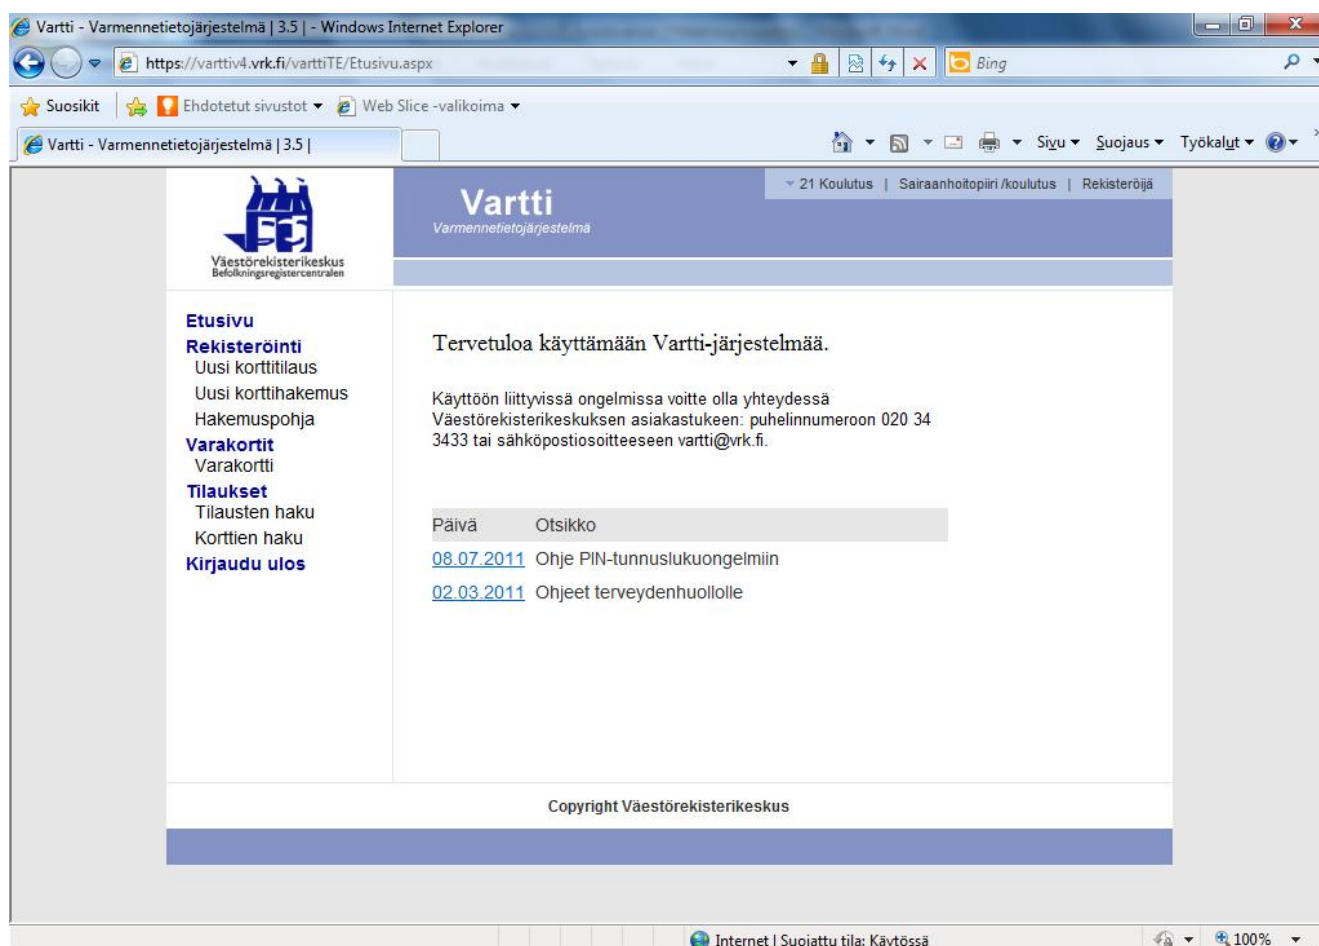 Vartti - Varmennetietojärjestelmä | 3.5 | - Windows Internet Explorer
https://varttiv4.vrk.fi/varttiTE/Etusivu.aspx
Bing
Suosikit
Ehdotetut sivustot
Web Slice -valikoima
Vartti - Varmennetietojärjestelmä | 3.5 |
Sivu
Suojaus
Työkalut
Väestörekisterikeskus
Befolkningsregistercentralen
Vartti
Varmennetietojärjestelmä
21 Koulutus | Sairaanhoitopiiri /koulutus | Rekisteröijä
Etusivu
Rekisteröinti
Uusi korttitilaus
Uusi korttihakemus
Hakemuspohja
Varakortit
Varakortti
Tilaukset
Tilausten haku
Korttien haku
Kirjaudu ulos
Tervetuloa käyttämään Vartti-järjestelmää.
Käyttöön liittyvissä ongelmissa voitte olla yhteydessä
Väestörekisterikeskuksen asiakastukeen: puhelinnumeroon 020 34
3433 tai sähköpostiosoitteeseen vartti@vrk.fi.
Päivä Otsikko
08.07.2011 Ohje PIN-tunnuslukuongelmiin
02.03.2011 Ohjeet terveydenhuollolle
Copyright Väestörekisterikeskus
Internet | Suojattu tila: Käytössä
100%